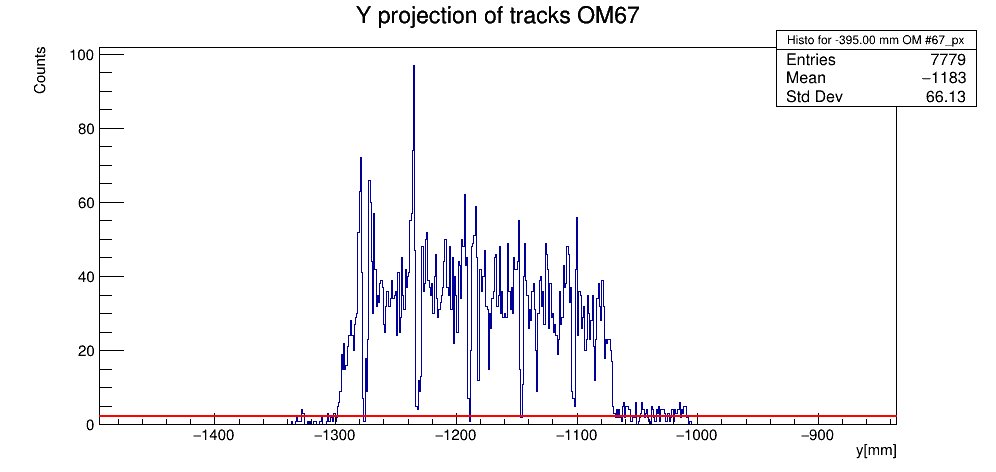 Y projection of tracks OM67
Histo for -395.00 mm OM #67_px
Entries 7779
Mean −1183
Std Dev 66.13
Counts
100
80
60
40
20
0
−1400 −1300 −1200 −1100 −1000 −900
y[mm]